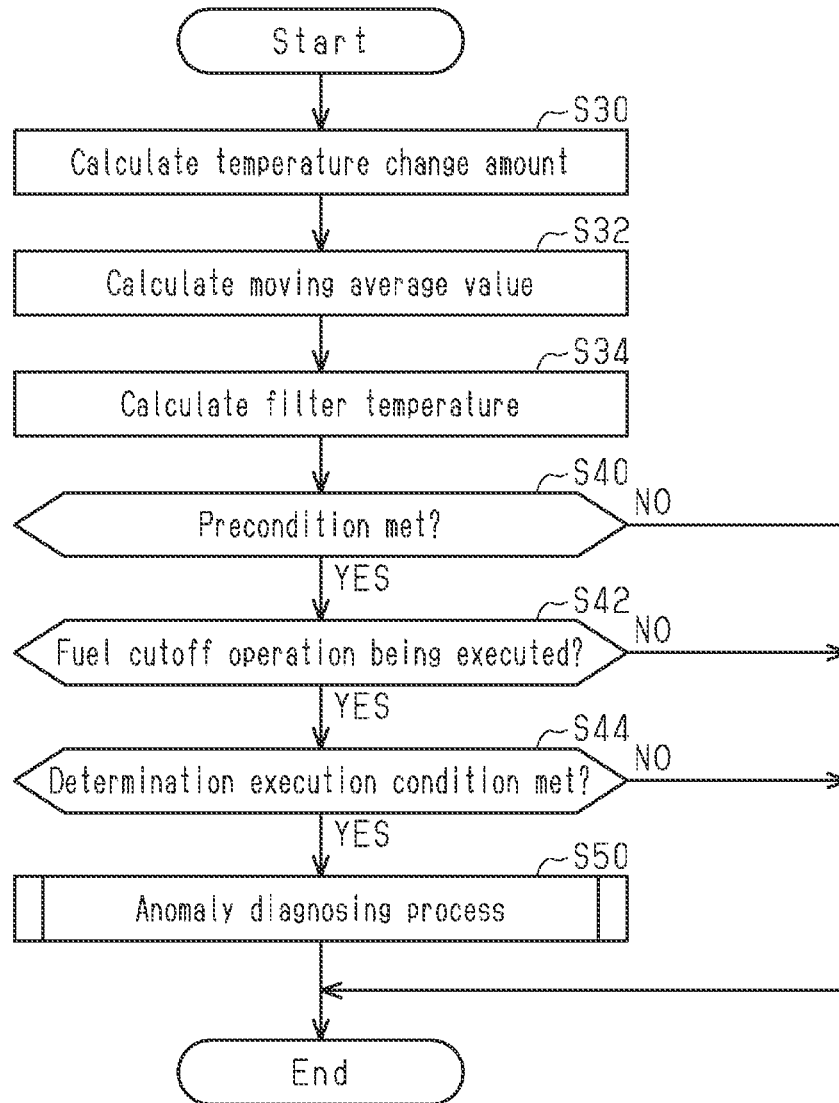 Start
S30
Calculate temperature change amount
S32
Calculate moving average value
S34
Calculate filter temperature
S40
Precondition met?
NO
YES
S42
Fuel cutoff operation being executed?
NO
YES
S44
Determination execution condition met?
NO
YES
S50
Anomaly diagnosing process
End